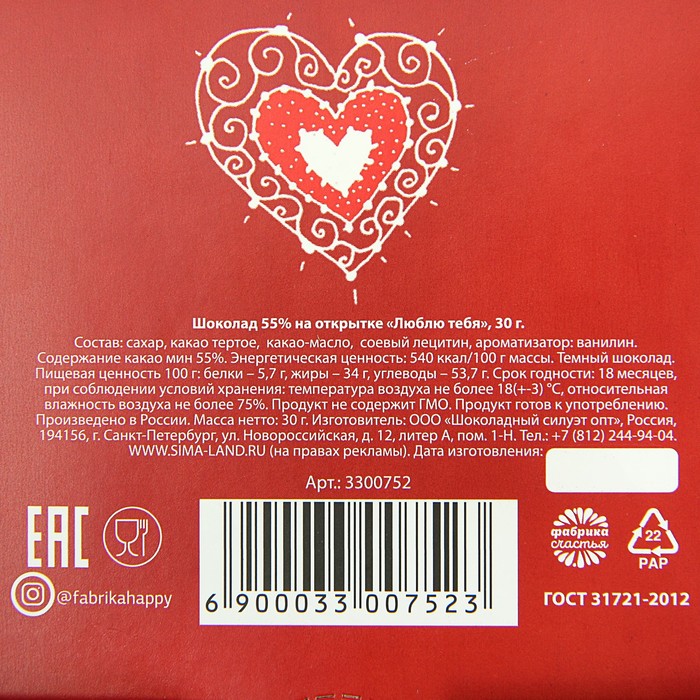 Шоколад 55% на открытке «Люблю тебя», 30 г.
Состав: сахар, какао тертое, какао-масло, соевый лецитин, ароматизатор: ванилин.
Содержание какао мин 55%. Энергетическая ценность: 540 ккал/100 г массы. Темный шоколад.
Пищевая ценность 100 г: белки – 5,7 г, жиры – 34 г, углеводы – 53,7 г. Срок годности: 18 месяцев,
при соблюдении условий хранения: температура воздуха не более 18(+-3) °С, относительная
влажность воздуха не более 75%. Продукт не содержит ГМО. Продукт готов к употреблению.
Произведено в России. Масса нетто: 30 г. Изготовитель: ООО «Шоколадный силуэт опт», Россия,
194156, г. Санкт-Петербург, ул. Новороссийская, д. 12, литер А, пом. 1-Н. Тел.: +7 (812) 244-94-04.
WWW.SIMA-LAND.RU (на правах рекламы). Дата изготовления:
Арт.: 3300752
EAC
фабрика
счастья
22
PAP
@fabrikahappy
6 900033 007523
ГОСТ 31721-2012